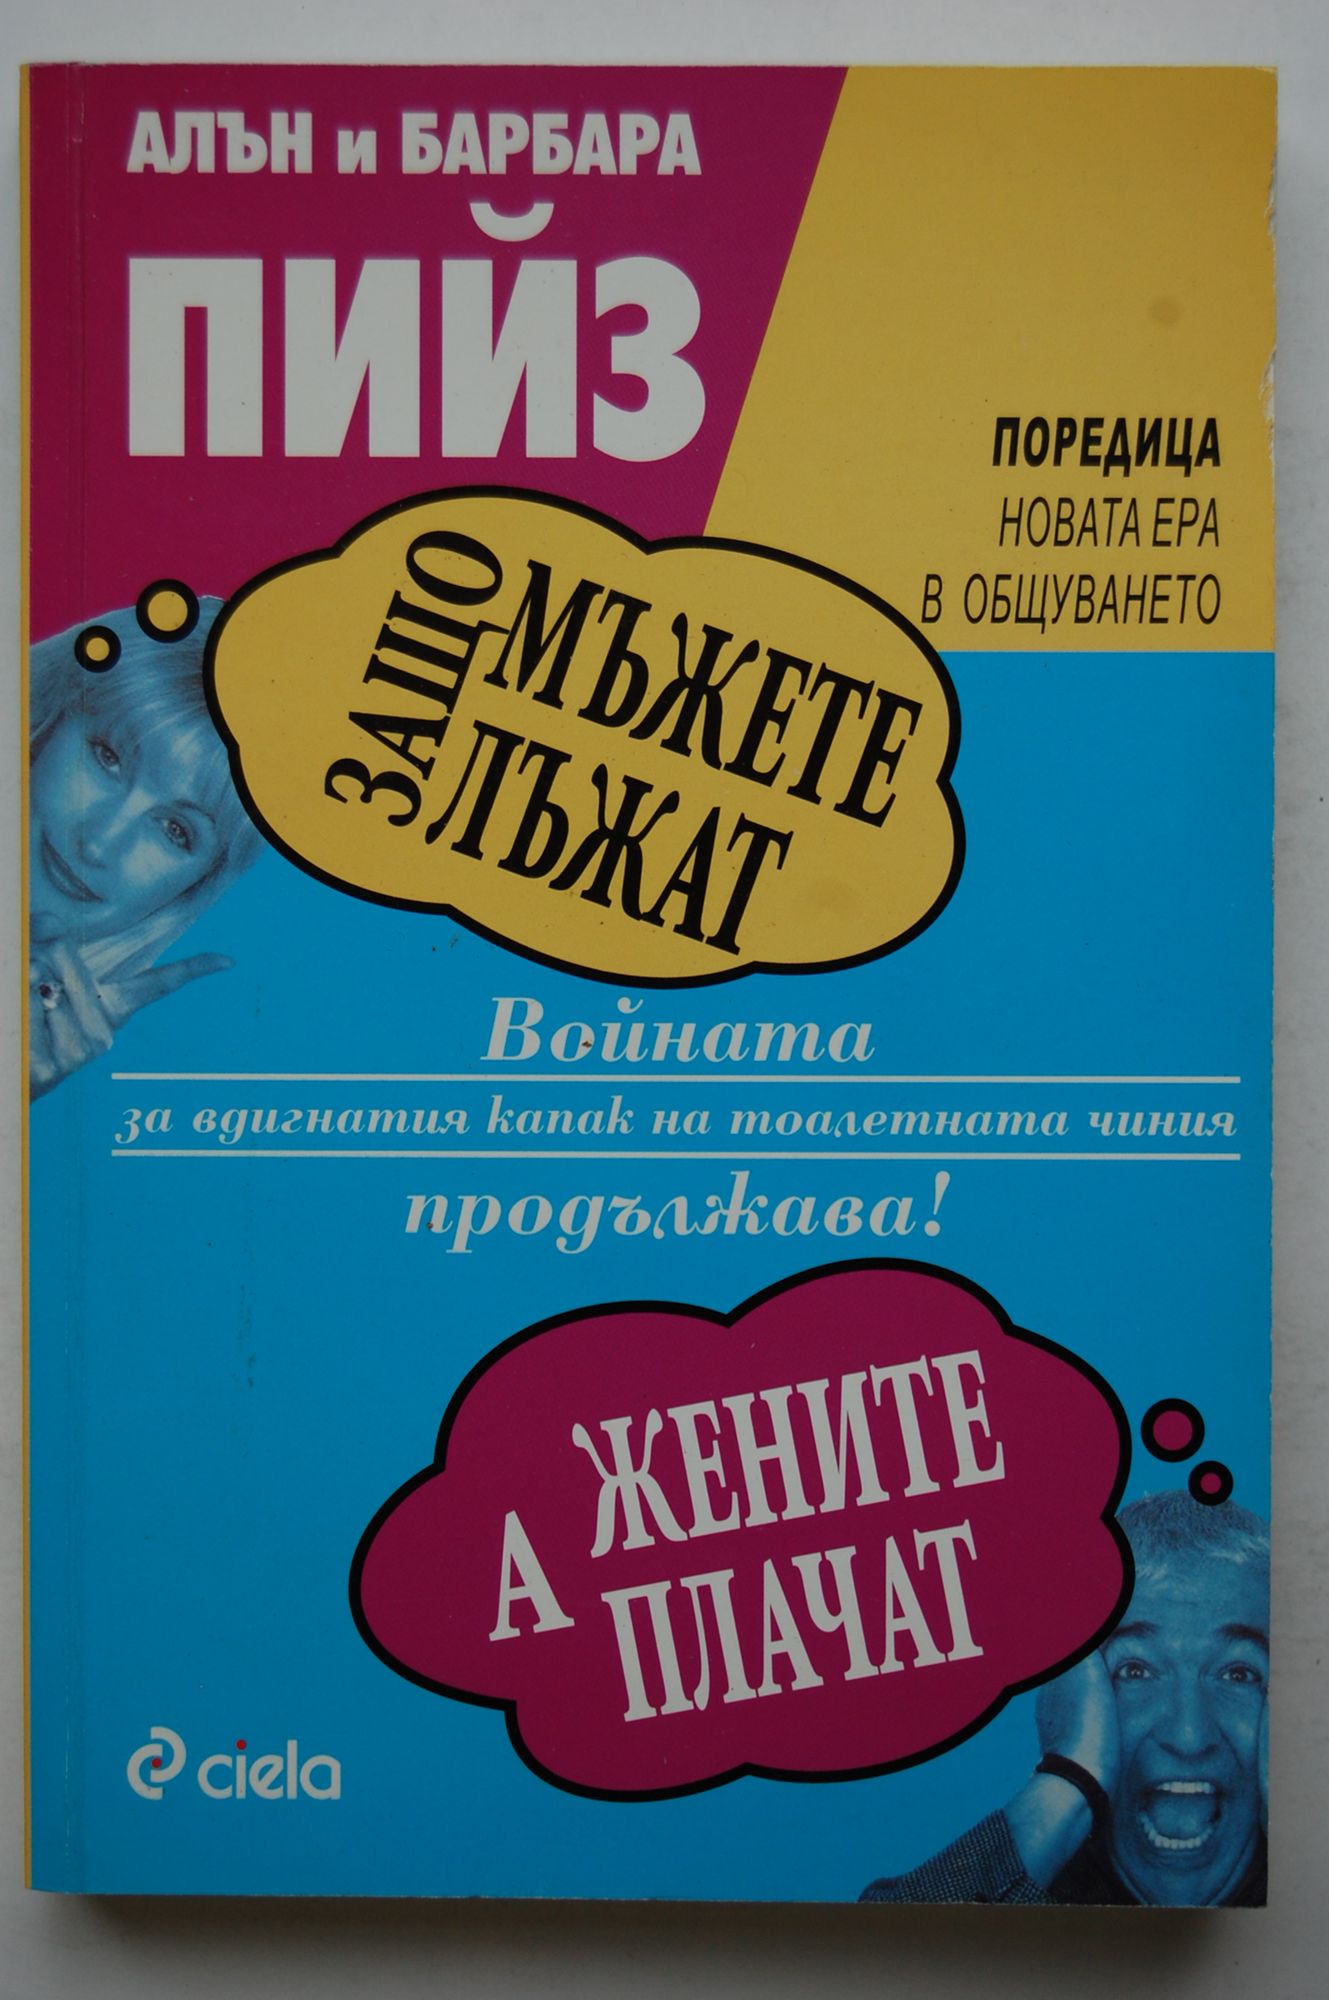 АЛЪН и БАРБАРА
ПИЙЗ
ПОРЕДИЦА
НОВАТА ЕРА
В ОБЩУВАНЕТО
ЗАЩО
МЪЖЕТЕ
ЛЪЖАТ
Войната
за вдигнатия капак на тоалетната чиния
продължава!
А
ЖЕНИТЕ
ПЛАЧАТ
ciela